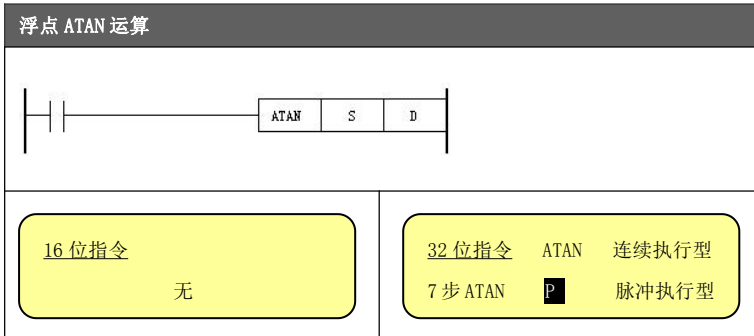 浮点 ATAN 运算
ATAN S D
16 位指令
无
32 位指令 ATAN 连续执行型
7 步 ATAN P 脉冲执行型